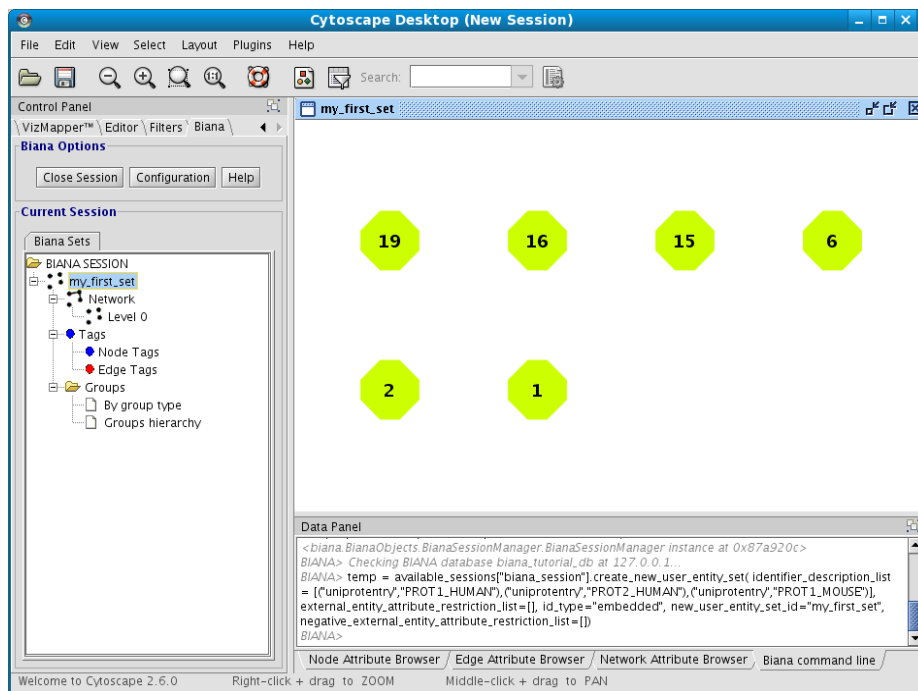 Cytoscape Desktop (New Session)
File Edit View Select Layout Plugins Help
1:1 Search:
Control Panel
VizMapper™ Editor Filters Biana
Biana Options
Close Session Configuration Help
Current Session
Biana Sets
BIANA SESSION
my_first_set
Network
Level 0
Tags
Node Tags
Edge Tags
Groups
By group type
Groups hierarchy
my_first_set
19 16 15 6
2 1
Data Panel
<biana.BianaObjects.BianaSessionManager.BianaSessionManager instance at 0x87a920c>
BIANA> Checking BIANA database biana_tutorial_db at 127.0.0.1...
BIANA> temp = available_sessions["biana_session"].create_new_user_entity_set( identifier_description_list
= [("uniprotentry","PROT1_HUMAN"),("uniprotentry","PROT2_HUMAN"),("uniprotentry","PROT1_MOUSE")],
external_entity_attribute_restriction_list=[], id_type="embedded", new_user_entity_set_id="my_first_set",
negative_external_entity_attribute_restriction_list=[])
BIANA>
Node Attribute Browser Edge Attribute Browser Network Attribute Browser Biana command line
Welcome to Cytoscape 2.6.0 Right-click + drag to ZOOM Middle-click + drag to PAN